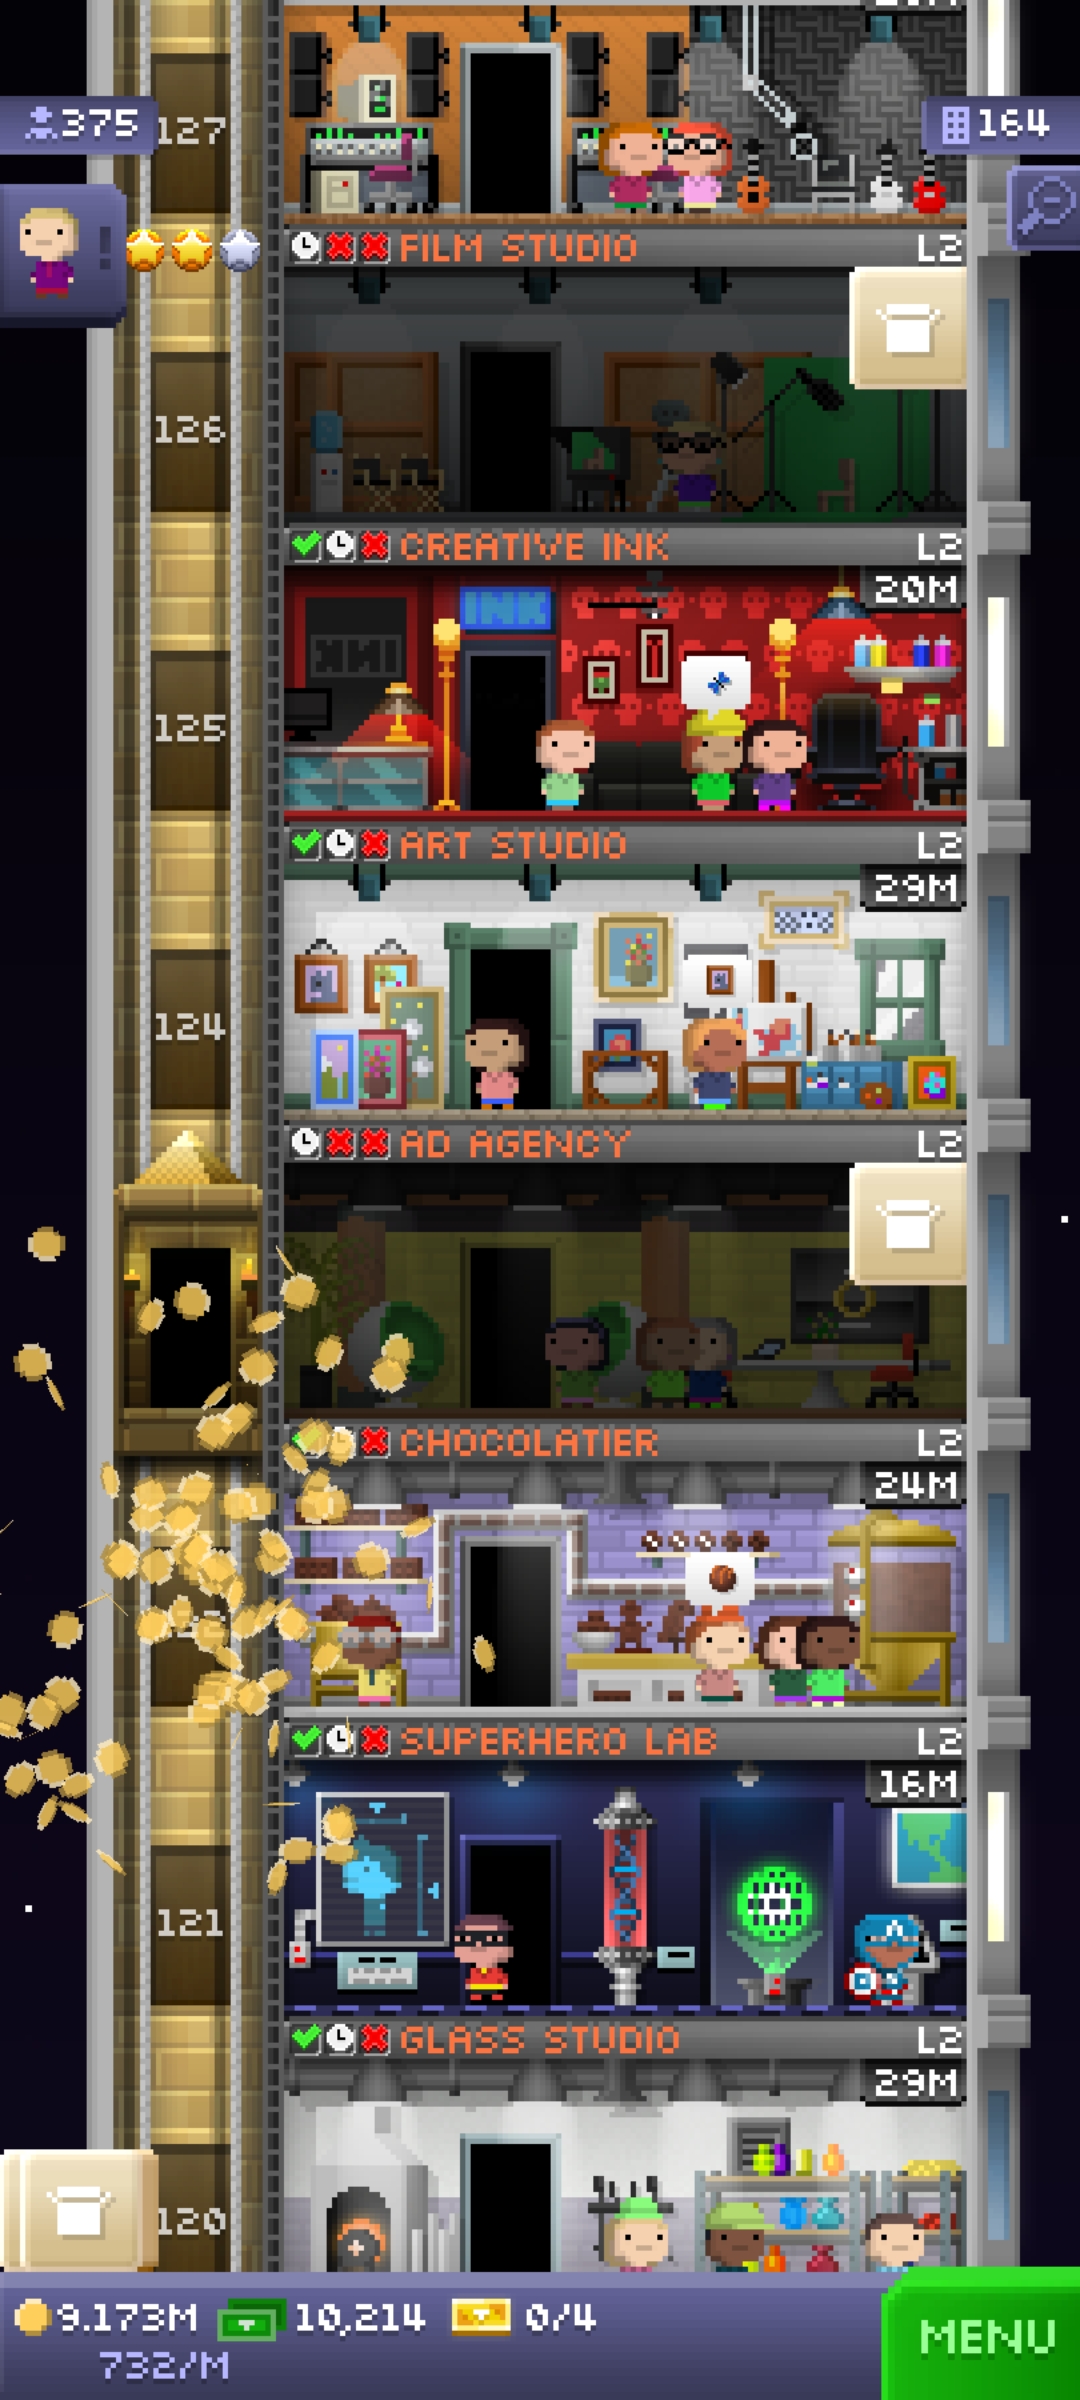 375
127
164
FILM STUDIO L2
126
CREATIVE INK L2
20M
INK
125
ART STUDIO L2
29M
124
AD AGENCY L2
CHOCOLATIER L2
24M
SUPERHERO LAB L2
16M
121
GLASS STUDIO L2
29M
120
9.173M 10,214 0/4
732/M
MENU